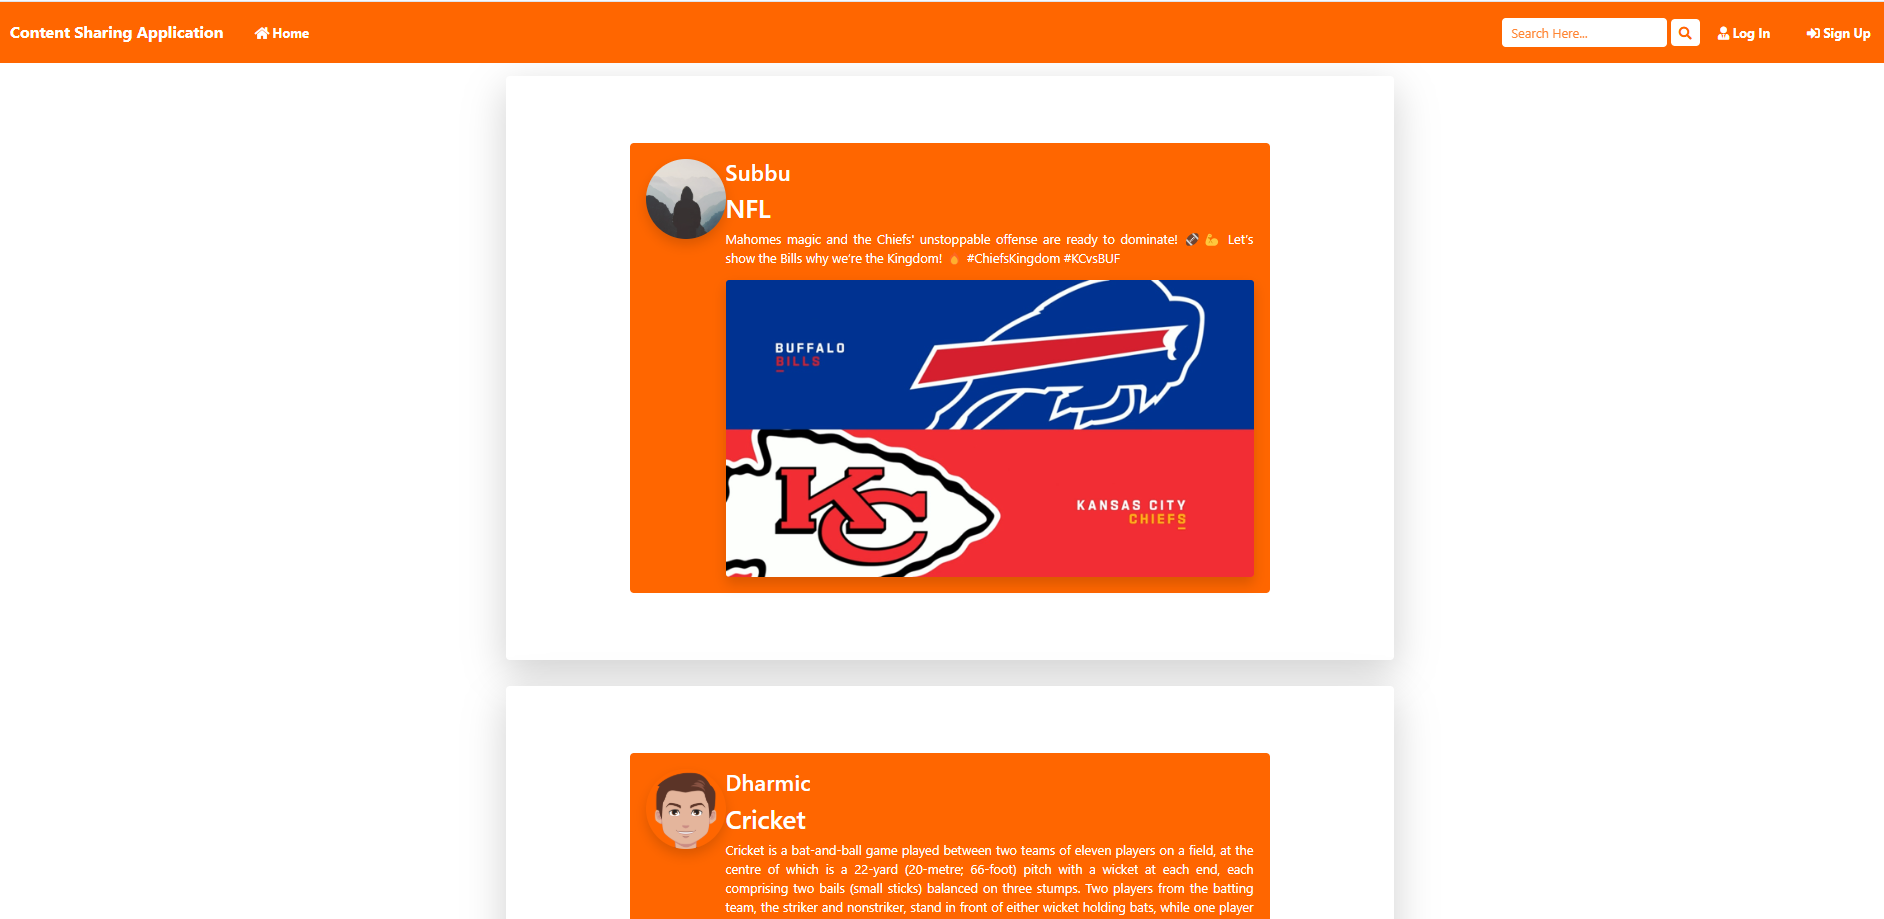 Content Sharing Application
Home
Search Here...
Log In
Sign Up
Subbu
NFL
Mahomes magic and the Chiefs' unstoppable offense are ready to dominate! 🏈 💪 Let's
show the Bills why we're the Kingdom! 🔥 #ChiefsKingdom #KCvsBUF
BUFFALO
BILLS
KC
KANSAS CITY
CHIEFS
Dharmic
Cricket
Cricket is a bat-and-ball game played between two teams of eleven players on a field, at the
centre of which is a 22-yard (20-metre; 66-foot) pitch with a wicket at each end, each
comprising two bails (small sticks) balanced on three stumps. Two players from the batting
team, the striker and nonstriker, stand in front of either wicket holding bats, while one player